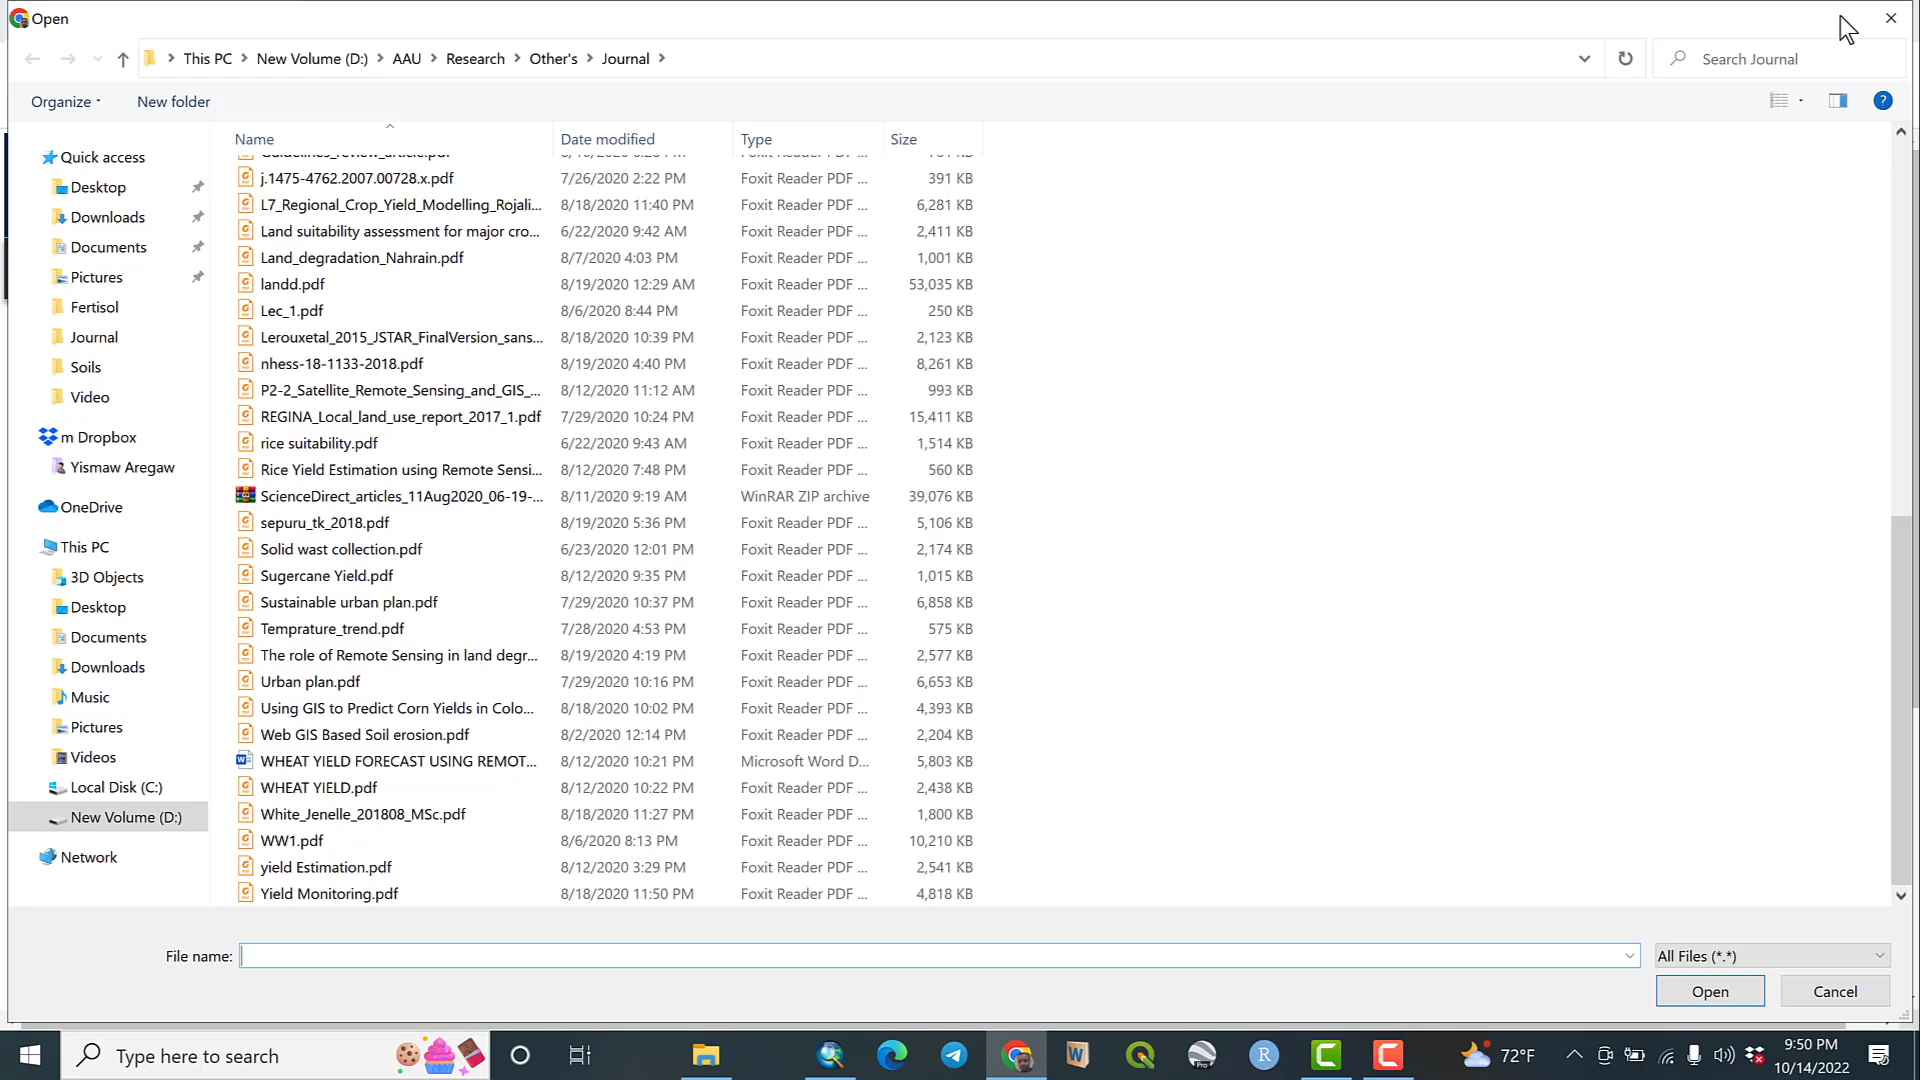 Open
This PC New Volume (D:) AAU Research Other's Journal Search Journal
Organize New folder
Name Date modified Type Size
Guidelines_review_article.pdf
j.1475-4762.2007.00728.x.pdf 7/26/2020 2:22 PM Foxit Reader PDF ... 391 KB
L7_Regional_Crop_Yield_Modelling_Rojali... 8/18/2020 11:40 PM Foxit Reader PDF ... 6,281 KB
Land suitability assessment for major cro... 6/22/2020 9:42 AM Foxit Reader PDF ... 2,411 KB
Land_degradation_Nahrain.pdf 8/7/2020 4:03 PM Foxit Reader PDF ... 1,001 KB
landd.pdf 8/19/2020 12:29 AM Foxit Reader PDF ... 53,035 KB
Lec_1.pdf 8/6/2020 8:44 PM Foxit Reader PDF ... 250 KB
Lerouxetal_2015_JSTAR_FinalVersion_sans... 8/18/2020 10:39 PM Foxit Reader PDF ... 2,123 KB
nhess-18-1133-2018.pdf 8/19/2020 4:40 PM Foxit Reader PDF ... 8,261 KB
P2-2_Satellite_Remote_Sensing_and_GIS_... 8/12/2020 11:12 AM Foxit Reader PDF ... 993 KB
REGINA_Local_land_use_report_2017_1.pdf 7/29/2020 10:24 PM Foxit Reader PDF ... 15,411 KB
rice suitability.pdf 6/22/2020 9:43 AM Foxit Reader PDF ... 1,514 KB
Rice Yield Estimation using Remote Sensi... 8/12/2020 7:48 PM Foxit Reader PDF ... 560 KB
ScienceDirect_articles_11Aug2020_06-19-... 8/11/2020 9:19 AM WinRAR ZIP archive 39,076 KB
sepuru_tk_2018.pdf 8/19/2020 5:36 PM Foxit Reader PDF ... 5,106 KB
Solid wast collection.pdf 6/23/2020 12:01 PM Foxit Reader PDF ... 2,174 KB
Sugercane Yield.pdf 8/12/2020 9:35 PM Foxit Reader PDF ... 1,015 KB
Sustainable urban plan.pdf 7/29/2020 10:37 PM Foxit Reader PDF ... 6,858 KB
Temprature_trend.pdf 7/28/2020 4:53 PM Foxit Reader PDF ... 575 KB
The role of Remote Sensing in land degr... 8/19/2020 4:19 PM Foxit Reader PDF ... 2,577 KB
Urban plan.pdf 7/29/2020 10:16 PM Foxit Reader PDF ... 6,653 KB
Using GIS to Predict Corn Yields in Colo... 8/18/2020 10:02 PM Foxit Reader PDF ... 4,393 KB
Web GIS Based Soil erosion.pdf 8/2/2020 12:14 PM Foxit Reader PDF ... 2,204 KB
WHEAT YIELD FORECAST USING REMOT... 8/12/2020 10:21 PM Microsoft Word D... 5,803 KB
WHEAT YIELD.pdf 8/12/2020 10:22 PM Foxit Reader PDF ... 2,438 KB
White_Jenelle_201808_MSc.pdf 8/18/2020 11:27 PM Foxit Reader PDF ... 1,800 KB
WW1.pdf 8/6/2020 8:13 PM Foxit Reader PDF ... 10,210 KB
yield Estimation.pdf 8/12/2020 3:29 PM Foxit Reader PDF ... 2,541 KB
Yield Monitoring.pdf 8/18/2020 11:50 PM Foxit Reader PDF ... 4,818 KB
Quick access
Desktop
Downloads
Documents
Pictures
Fertisol
Journal
Soils
Video
m Dropbox
Yismaw Aregaw
OneDrive
This PC
3D Objects
Desktop
Documents
Downloads
Music
Pictures
Videos
Local Disk (C:)
New Volume (D:)
Network
File name: All Files (*.*)
Open Cancel
Type here to search
72°F
9:50 PM
10/14/2022